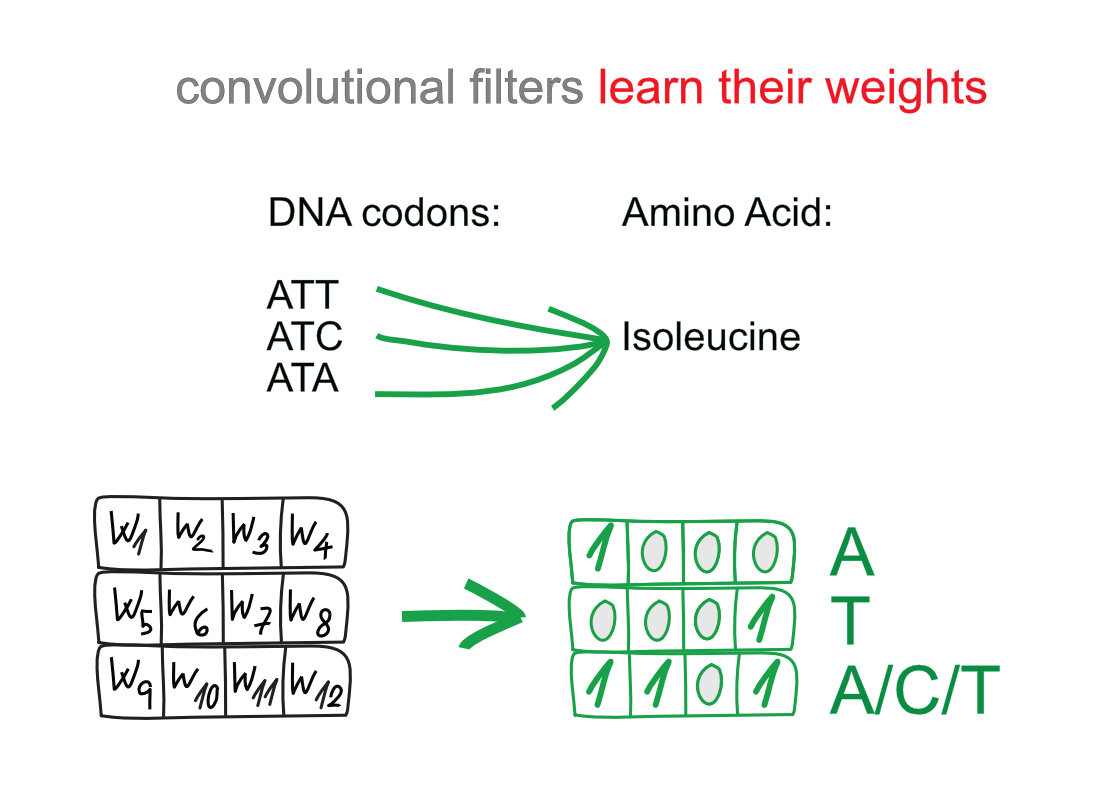 convolutional filters learn their weights
DNA codons: Amino Acid:
ATT
ATC Isoleucine
ATA
W1 W2 W3 W4
W5 W6 W7 W8
W9 W10 W11 W12
1 0 0 0 A
0 0 0 1 T
1 1 0 1 A/C/T